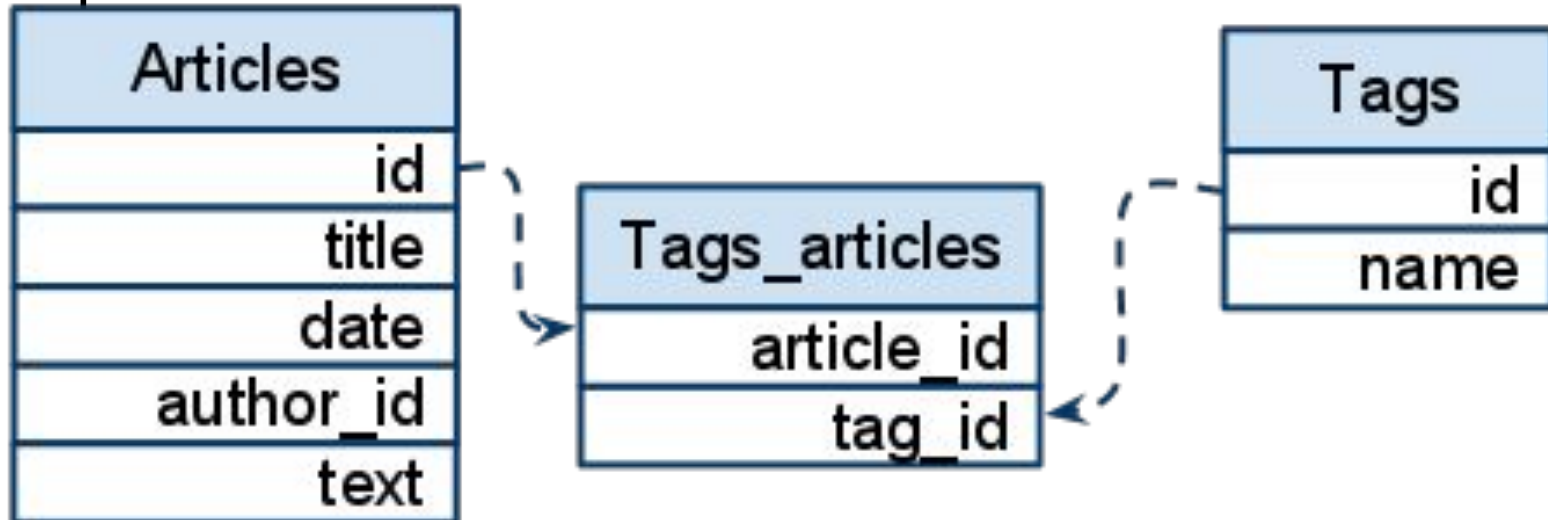 Articles
id
title
date
author_id
text
Tags_articles
article_id
tag_id
Tags
id
name